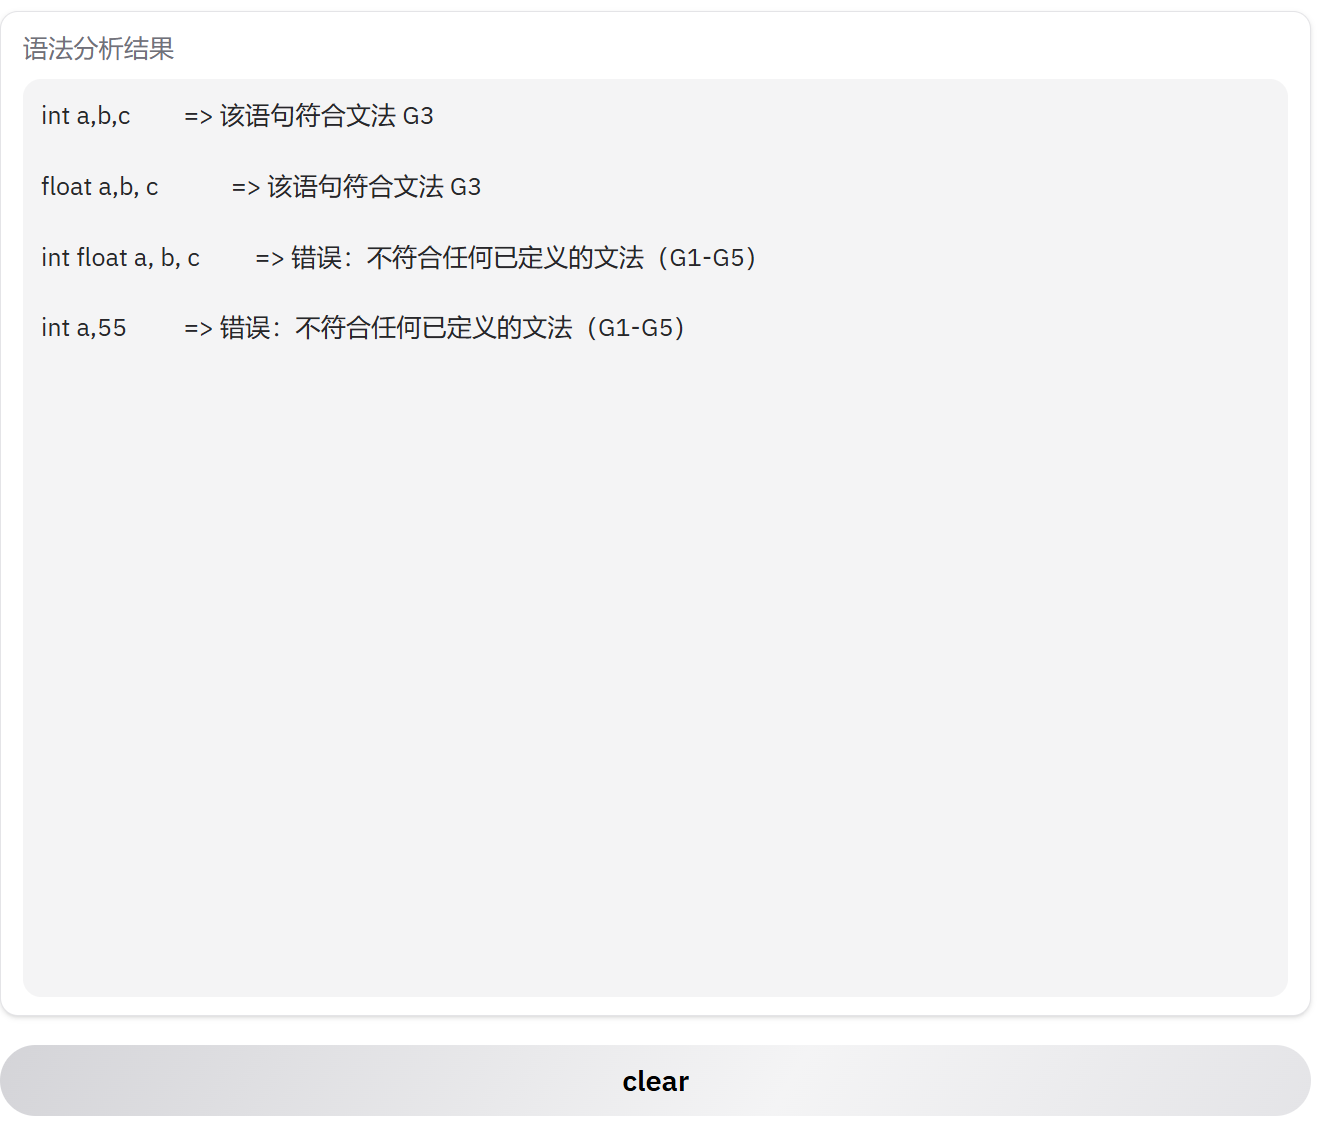 语法分析结果
int a,b,c => 该语句符合文法 G3
float a,b, c => 该语句符合文法 G3
int float a, b, c => 错误：不符合任何已定义的文法（G1-G5）
int a,55 => 错误：不符合任何已定义的文法（G1-G5）
clear